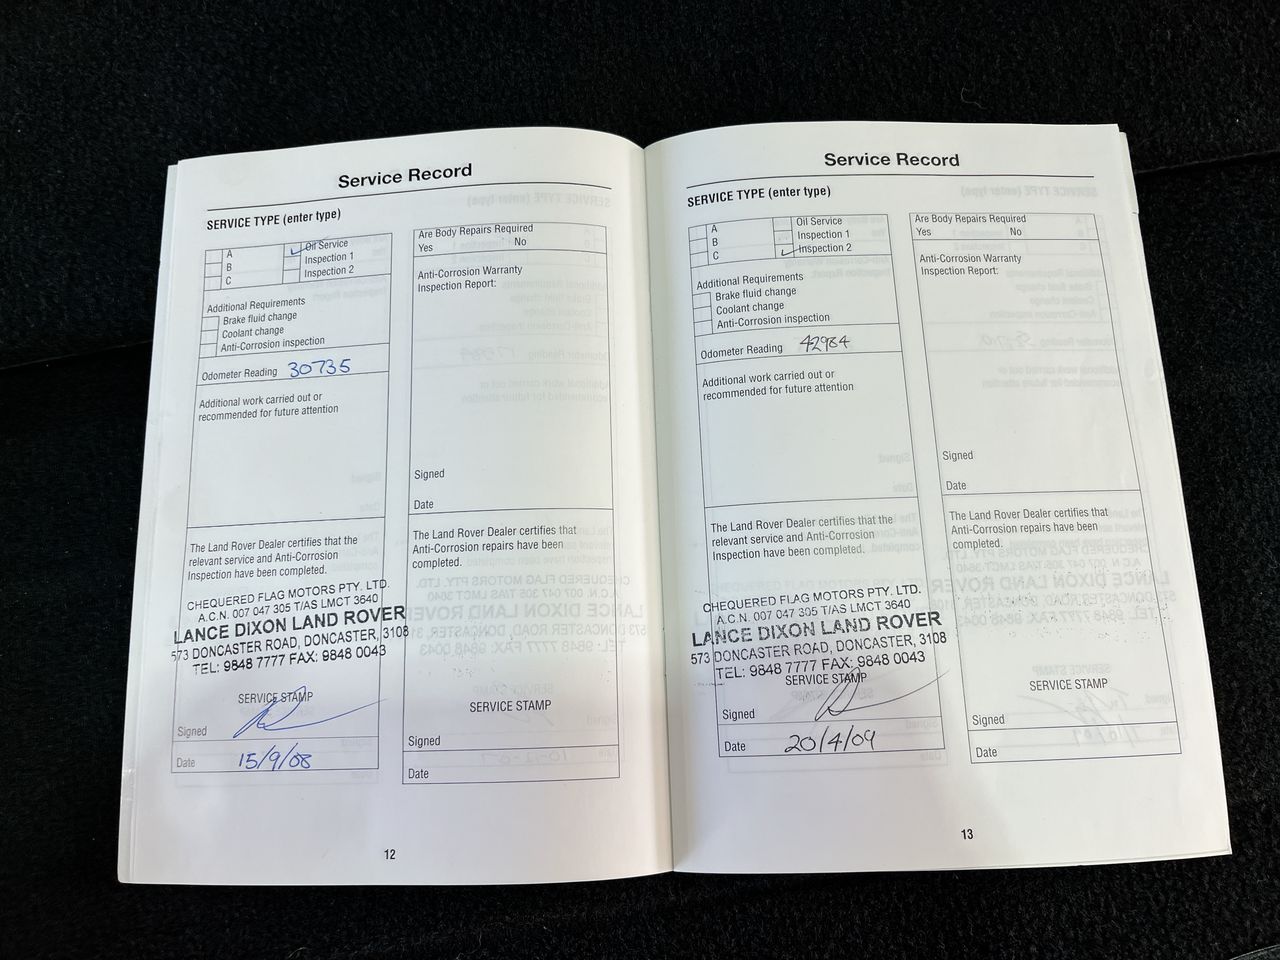 Service Record
SERVICE TYPE (enter type)
A
B
C
Oil Service
Inspection 1
Inspection 2
Additional Requirements
Brake fluid change
Coolant change
Anti-Corrosion inspection
Odometer Reading 30735
Additional work carried out or
recommended for future attention
The Land Rover Dealer certifies that the
relevant service and Anti-Corrosion
Inspection have been completed.
CHEQUERED FLAG MOTORS PTY. LTD.
A.C.N. 007 047 305 T/AS LMCT 3640
LANCE DIXON LAND ROVER
573 DONCASTER ROAD, DONCASTER, 3108
TEL: 9848 7777 FAX: 9848 0043
SERVICE STAMP
Signed
Date 15/9/08
Are Body Repairs Required
Yes No
Anti-Corrosion Warranty
Inspection Report:
Signed
Date
The Land Rover Dealer certifies that
Anti-Corrosion repairs have been
completed.
SERVICE STAMP
Signed
Date
12
Service Record
SERVICE TYPE (enter type)
A
B
C
Oil Service
Inspection 1
Inspection 2
Additional Requirements
Brake fluid change
Coolant change
Anti-Corrosion inspection
Odometer Reading 42984
Additional work carried out or
recommended for future attention
The Land Rover Dealer certifies that the
relevant service and Anti-Corrosion
Inspection have been completed.
CHEQUERED FLAG MOTORS PTY. LTD.
A.C.N. 007 047 305 T/AS LMCT 3640
LANCE DIXON LAND ROVER
573 DONCASTER ROAD, DONCASTER, 3108
TEL: 9848 7777 FAX: 9848 0043
SERVICE STAMP
Signed
Date 20/4/09
Are Body Repairs Required
Yes No
Anti-Corrosion Warranty
Inspection Report:
Signed
Date
The Land Rover Dealer certifies that
Anti-Corrosion repairs have been
completed.
SERVICE STAMP
Signed
Date
13